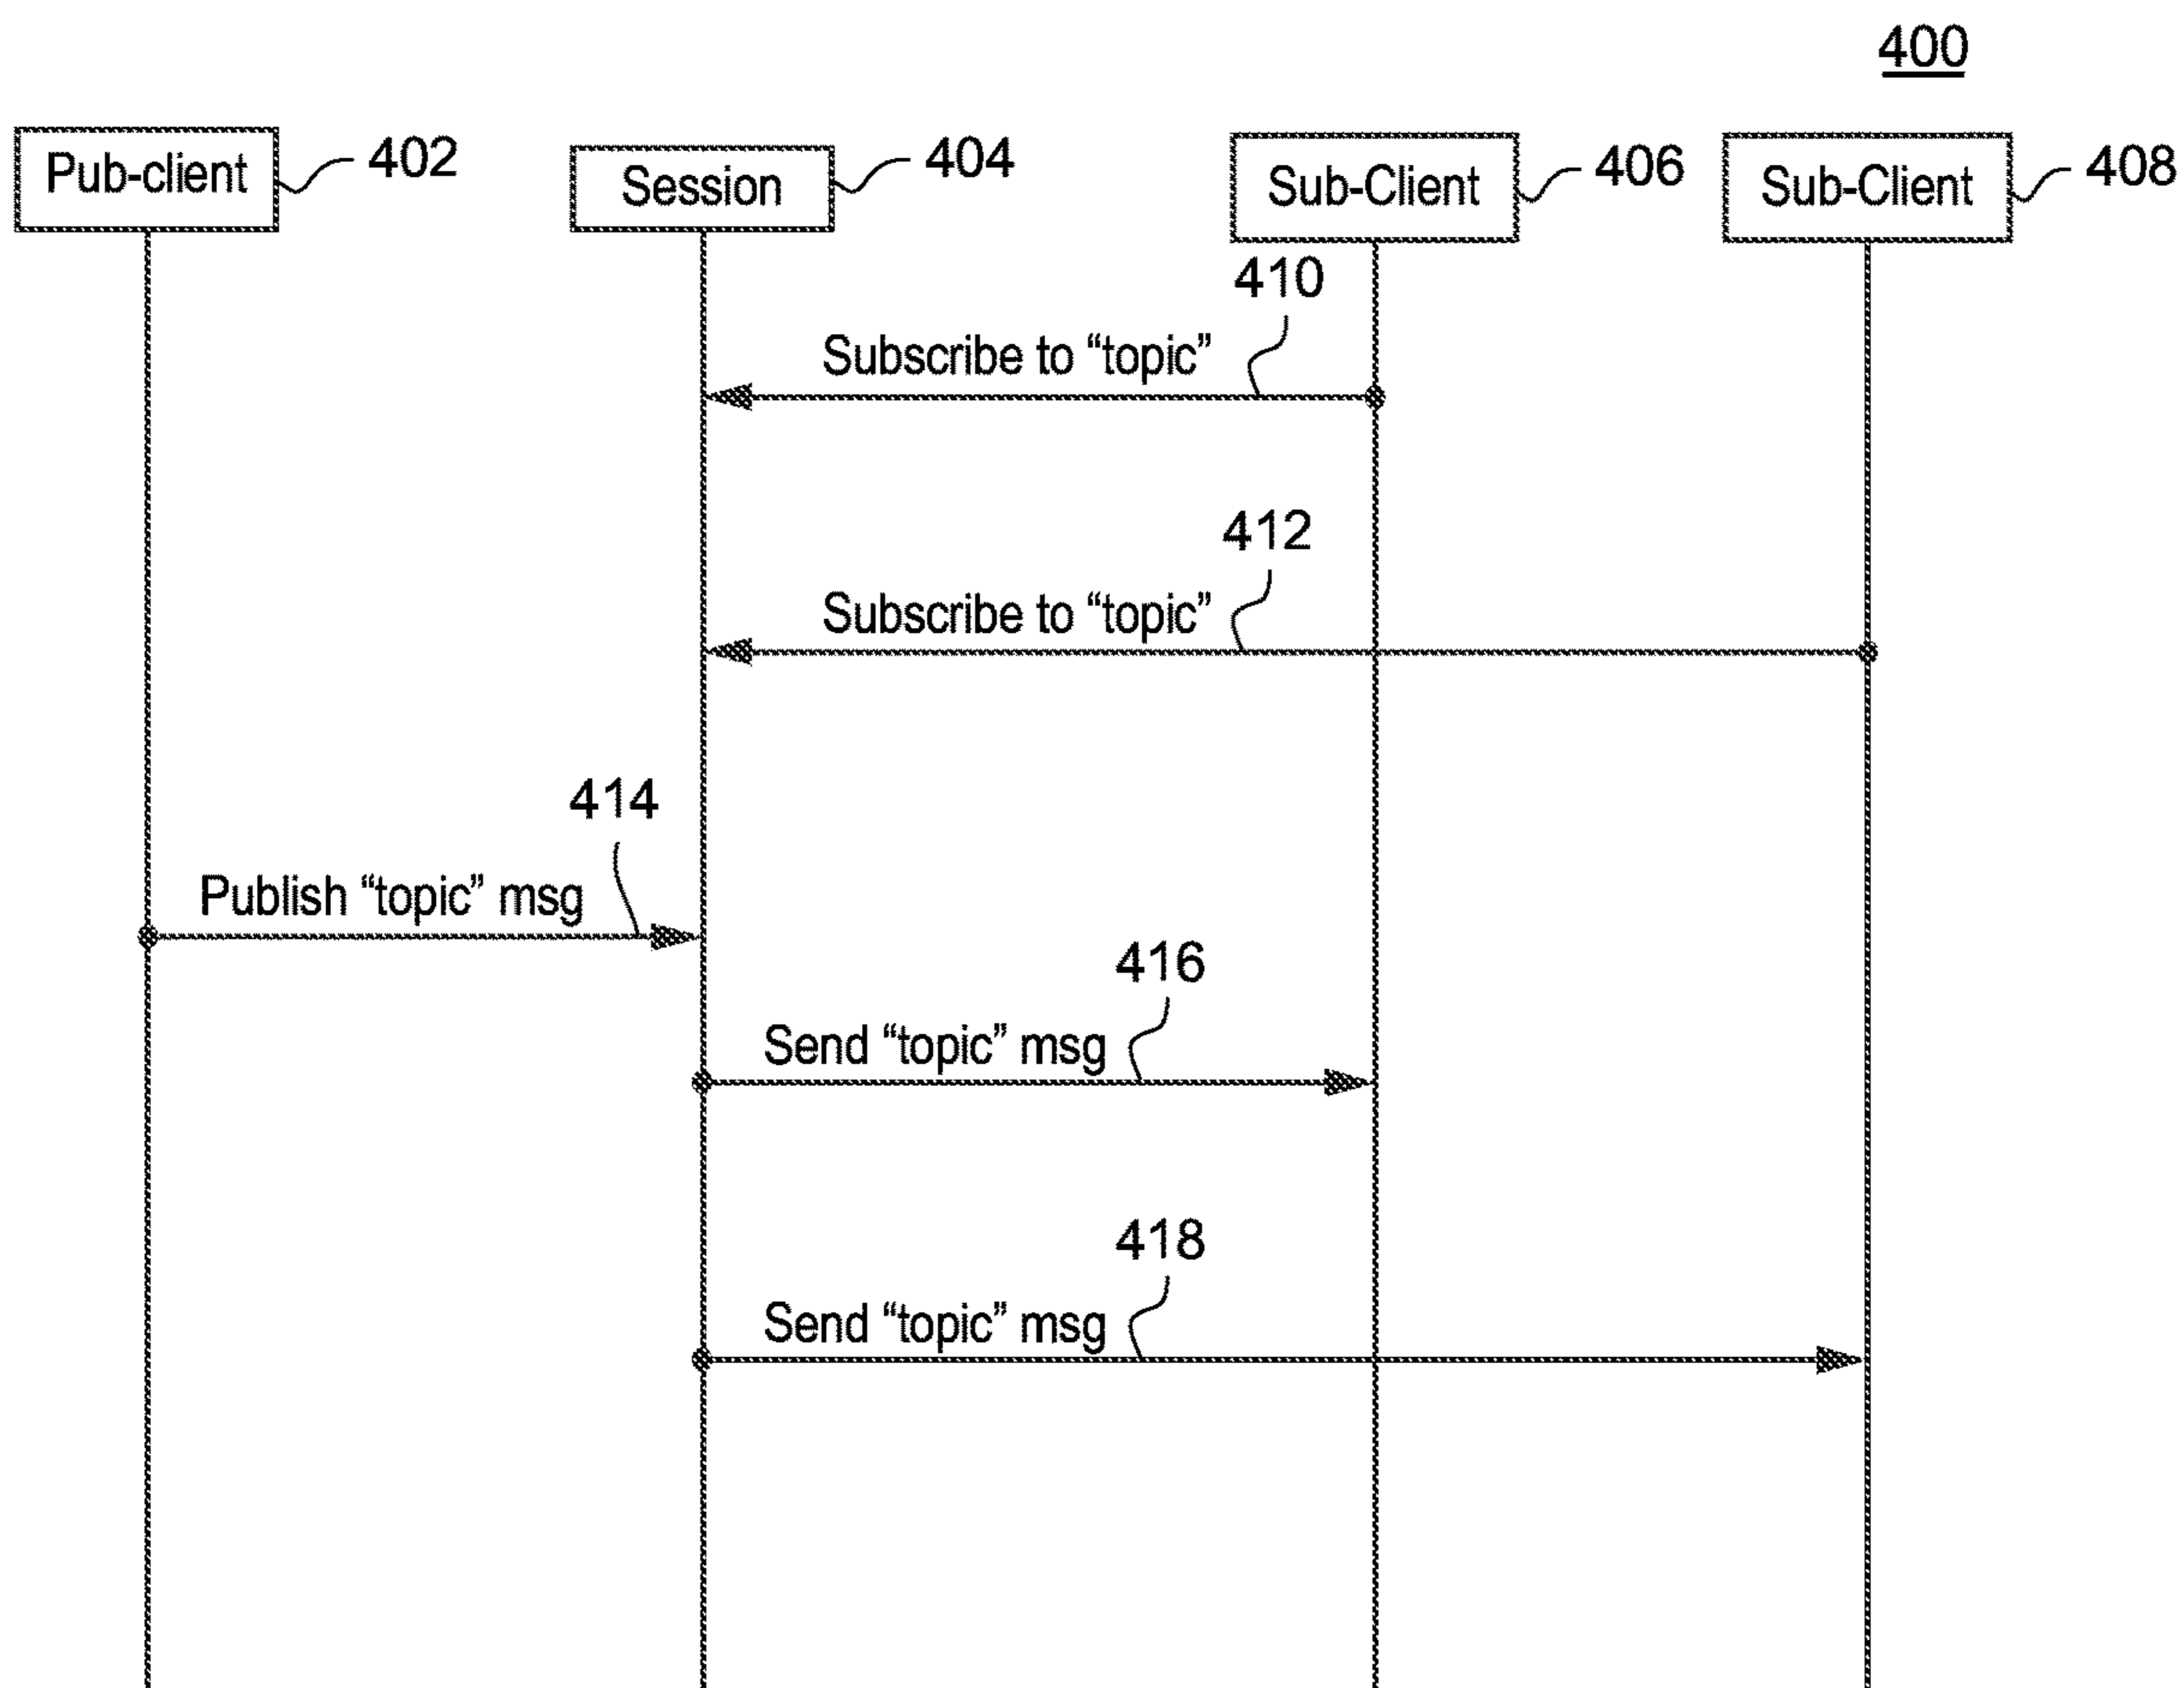 400
Pub-client
402
Session
404
Sub-Client
406
Sub-Client
408
410
Subscribe to “topic”
412
Subscribe to “topic”
414
Publish “topic” msg
416
Send “topic” msg
418
Send “topic” msg